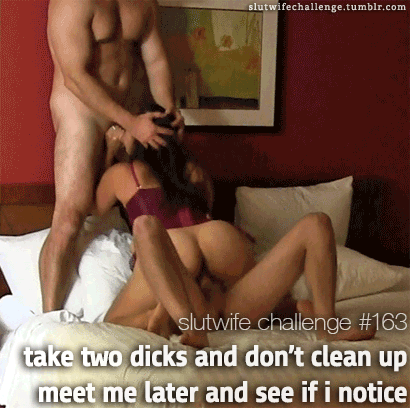 slutwifechallenge.tumblr.com
slutwife challenge #163
take two dicks and don't clean up
meet me later and see if i notice